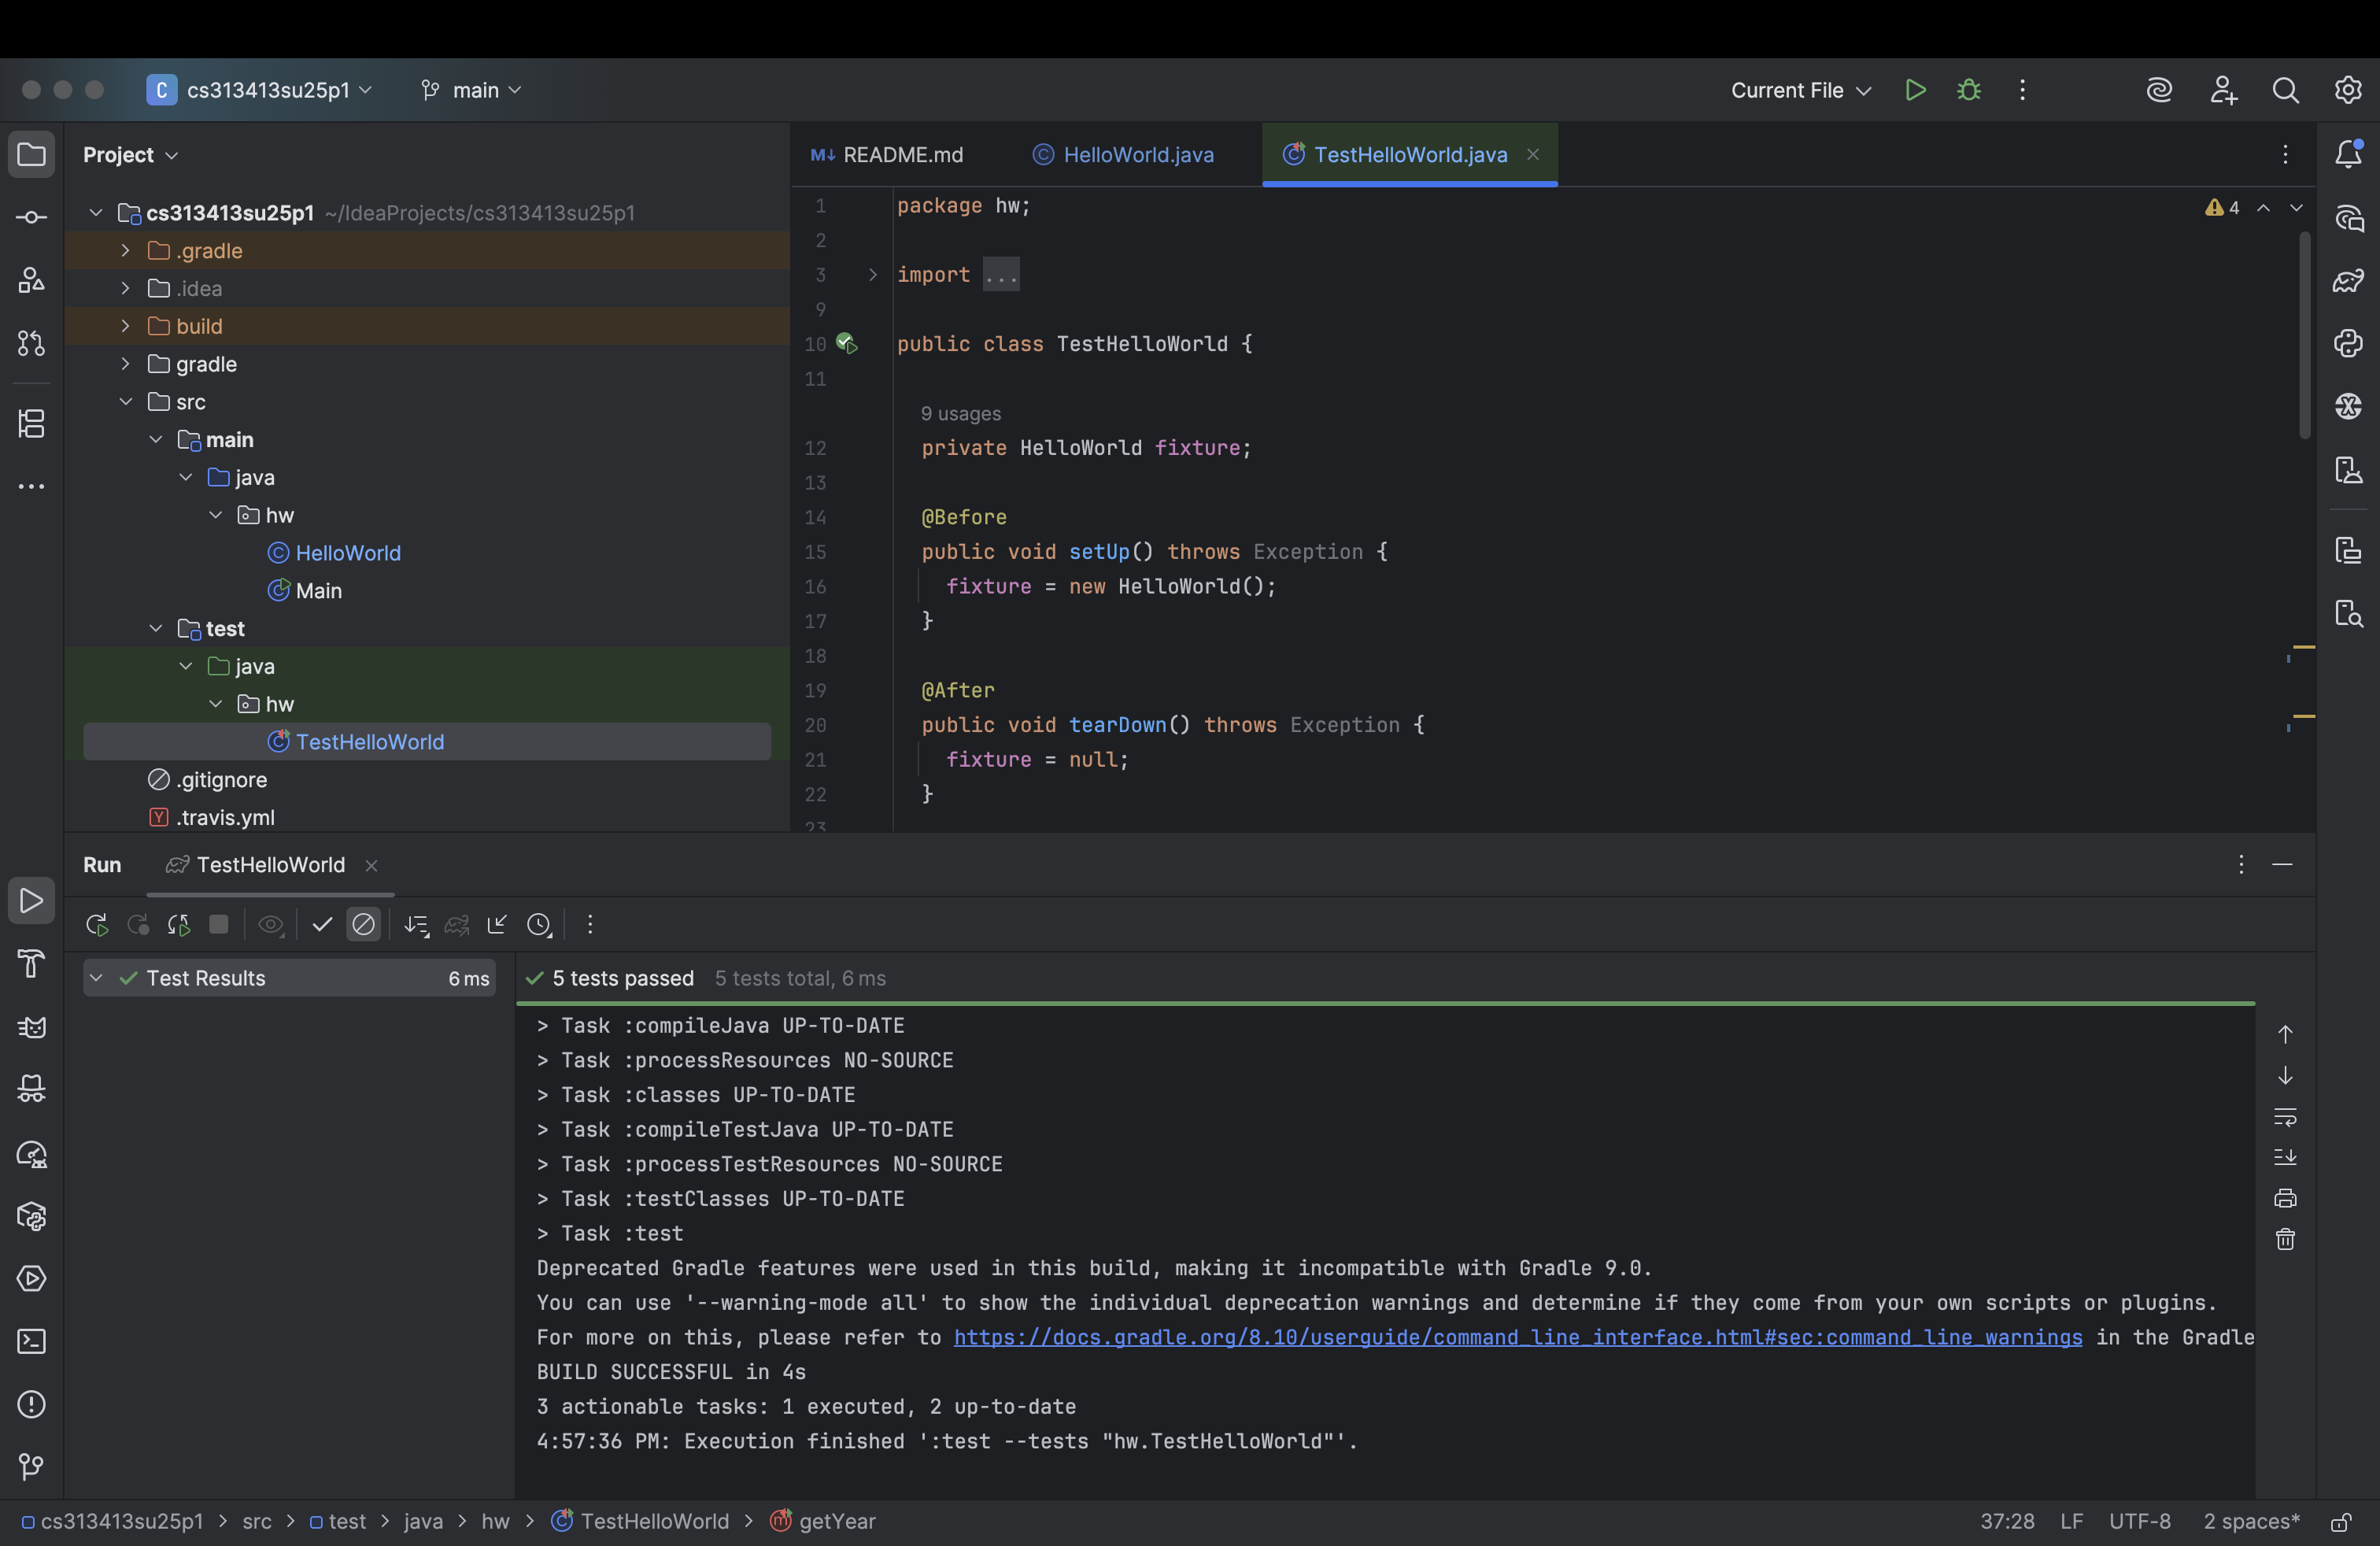 C cs313413su25p1 main Current File
Project
cs313413su25p1 ~/IdeaProjects/cs313413su25p1
.gradle
.idea
build
gradle
src
main
java
hw
HelloWorld
Main
test
java
hw
TestHelloWorld
.gitignore
.travis.yml
README.md HelloWorld.java TestHelloWorld.java
4
1 package hw;
2
3 import ...
9
10 public class TestHelloWorld {
11
9 usages
12 private HelloWorld fixture;
13
14 @Before
15 public void setUp() throws Exception {
16 fixture = new HelloWorld();
17 }
18
19 @After
20 public void tearDown() throws Exception {
21 fixture = null;
22 }
23
Run TestHelloWorld
Test Results 6 ms
5 tests passed 5 tests total, 6 ms
> Task :compileJava UP-TO-DATE
> Task :processResources NO-SOURCE
> Task :classes UP-TO-DATE
> Task :compileTestJava UP-TO-DATE
> Task :processTestResources NO-SOURCE
> Task :testClasses UP-TO-DATE
> Task :test
Deprecated Gradle features were used in this build, making it incompatible with Gradle 9.0.
You can use '--warning-mode all' to show the individual deprecation warnings and determine if they come from your own scripts or plugins.
For more on this, please refer to https://docs.gradle.org/8.10/userguide/command_line_interface.html#sec:command_line_warnings in the Gradle
BUILD SUCCESSFUL in 4s
3 actionable tasks: 1 executed, 2 up-to-date
4:57:36 PM: Execution finished ':test --tests "hw.TestHelloWorld"'.
cs313413su25p1 > src > test > java > hw > TestHelloWorld > getYear 37:28 LF UTF-8 2 spaces*